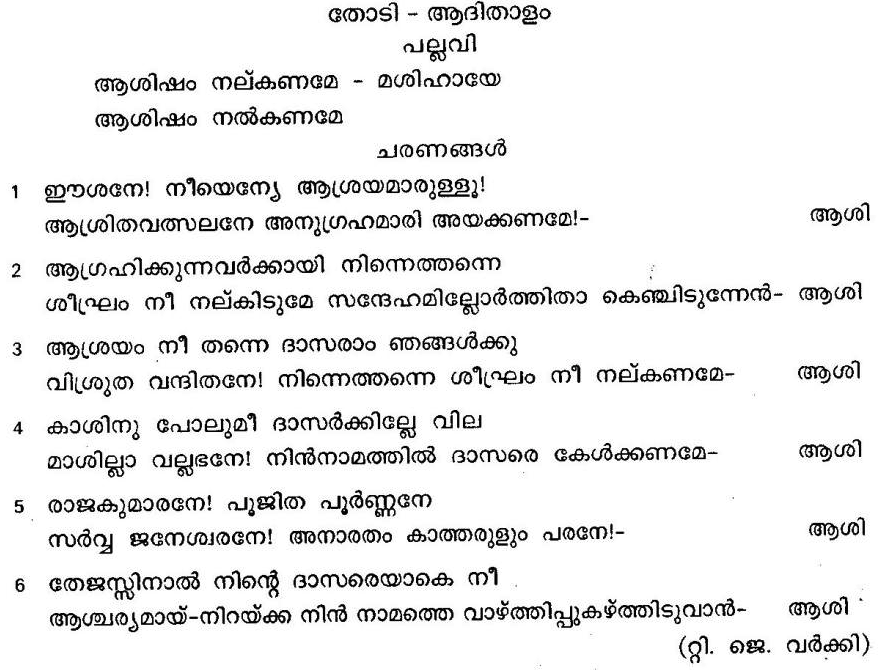 തോടി - ആദിതാളം
പല്ലവി
ആശിഷം നല്കണമേ - മശിഹായേ
ആശിഷം നൽകണമേ
ചരണങ്ങൾ
1 ഈശനേ! നീയെന്യേ ആശ്രയമാരുള്ളൂ!
ആശ്രിതവത്സലനേ അനുഗ്രഹമാരി അയക്കണമേ!- ആശി
2 ആഗ്രഹിക്കുന്നവർക്കായി നിന്നെത്തന്നെ
ശീഘ്രം നീ നല്കിടുമേ സന്ദേഹമില്ലോർത്തിതാ കെഞ്ചിടുന്നേൻ- ആശി
3 ആശ്രയം നീ തന്നെ ദാസരാം ഞങ്ങൾക്കു
വിശ്രുത വന്ദിതനേ! നിന്നെത്തന്നെ ശീഘ്രം നീ നല്കണമേ- ആശി
4 കാശിനു പോലുമീ ദാസർക്കില്ലേ വില
മാശില്ലാ വല്ലഭനേ! നിൻനാമത്തിൽ ദാസരെ കേൾക്കണമേ- ആശി
5 രാജകുമാരനേ! പൂജിത പൂർണ്ണനേ
സർവ്വ ജനേശ്വരനേ! അനാരതം കാത്തരുളും പരനേ!- ആശി
6 തേജസ്സിനാൽ നിന്റെ ദാസരെയാകെ നീ
ആശ്ചര്യമായ്-നിറയ്ക്ക നിൻ നാമത്തെ വാഴ്ത്തിപ്പുകഴ്ത്തിടുവാൻ- ആശി
(റ്റി. ജെ. വർക്കി)